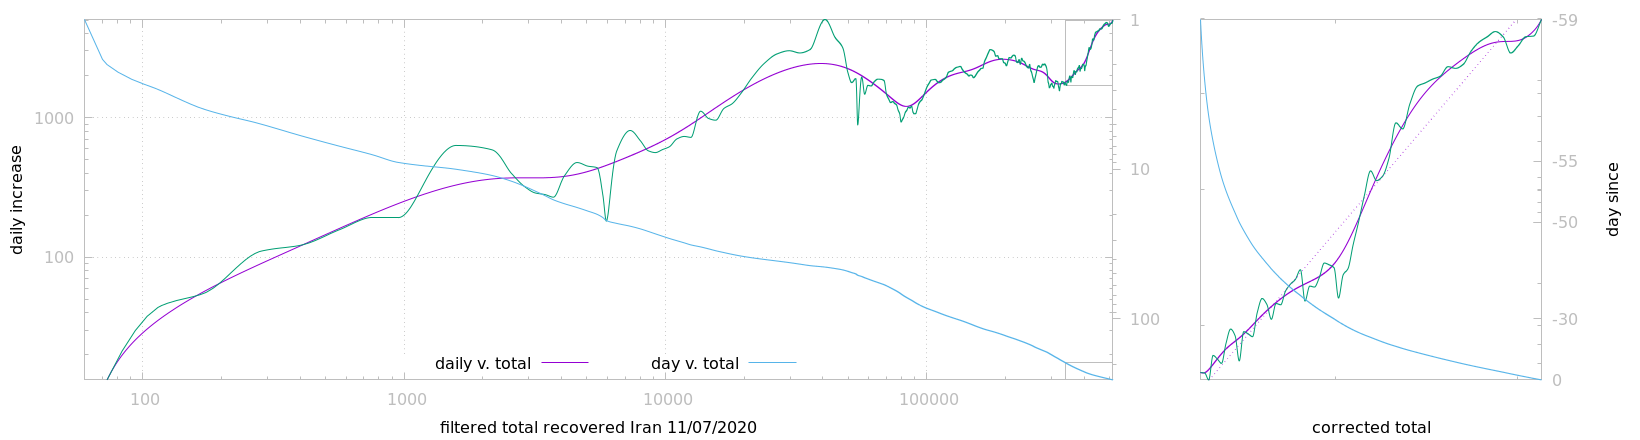 daily increase
1000
100
100
1000
10000
100000
1
10
100
daily v. total
day v. total
filtered total recovered Iran 11/07/2020
-59
-55
-50
-30
0
day since
corrected total